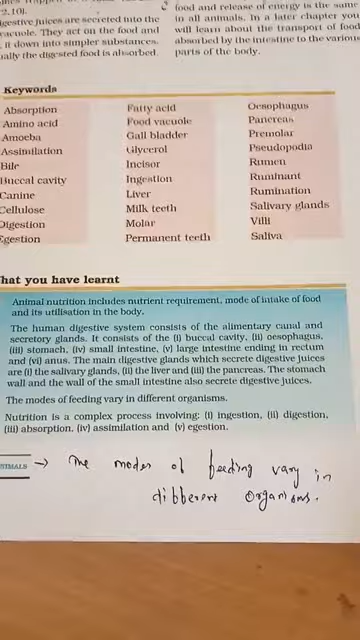 2.10).
digestive juices are secreted into the
vacuole. They act on the food and
it down into simpler substances.
ually the digested food is absorbed.
food and release of energy is the same
in all animals. In a later chapter you
will learn about the transport of food
absorbed by the intestine to the various
parts of the body.
Keywords
Absorption
Amino acid
Amoeba
Assimilation
Bile
Buccal cavity
Canine
Cellulose
Digestion
Egestion
Fatty acid
Food vacuole
Gall bladder
Glycerol
Incisor
Ingestion
Liver
Milk teeth
Molar
Permanent teeth
Oesophagus
Pancreas
Premolar
Pseudopodia
Rumen
Ruminant
Rumination
Salivary glands
Villi
Saliva
hat you have learnt
Animal nutrition includes nutrient requirement, mode of intake of food
and its utilisation in the body.
The human digestive system consists of the alimentary canal and
secretory glands. It consists of the (i) buccal cavity, (ii) oesophagus,
(iii) stomach, (iv) small intestine, (v) large intestine ending in rectum
and (vi) anus. The main digestive glands which secrete digestive juices
are (i) the salivary glands, (ii) the liver and (iii) the pancreas. The stomach
wall and the wall of the small intestine also secrete digestive juices.
The modes of feeding vary in different organisms.
Nutrition is a complex process involving: (i) ingestion, (ii) digestion,
(iii) absorption, (iv) assimilation and (v) egestion.
NIMALS → The modes of feeding vary in
different organisms.